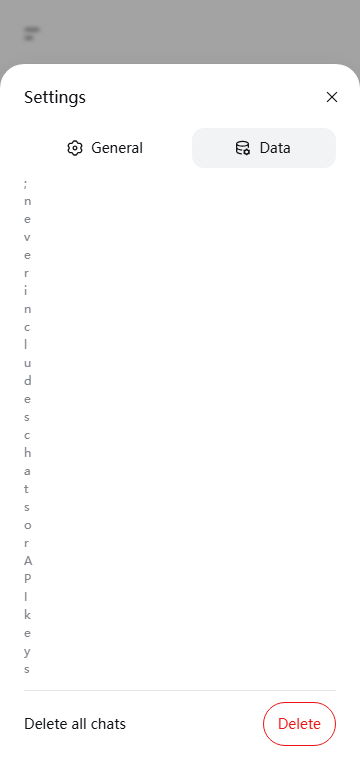 Settings
General
Data
;
n
e
v
e
r
i
n
c
l
u
d
e
s
c
h
a
t
s
o
r
A
P
I
k
e
y
s
Delete all chats
Delete